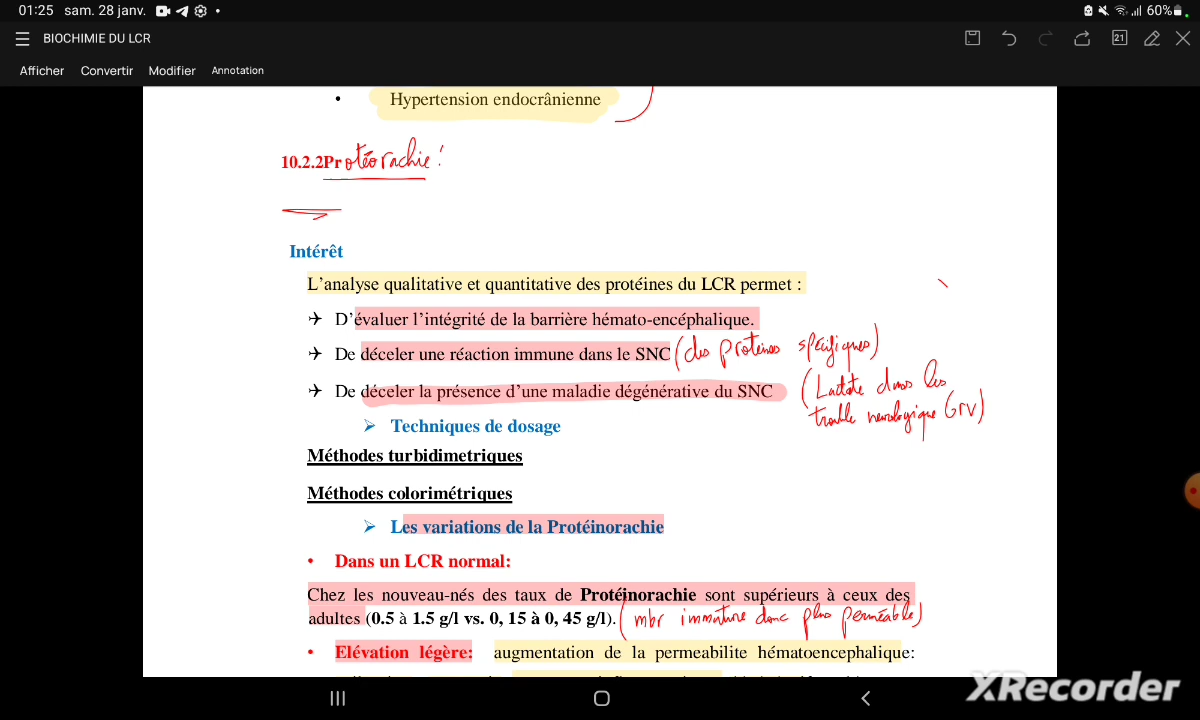 01:25 sam. 28 janv. 60%
BIOCHIMIE DU LCR 21
Afficher Convertir Modifier Annotation
• Hypertension endocrânienne
10.2.2Protéorachie :
Intérêt
L’analyse qualitative et quantitative des protéines du LCR permet :
D’évaluer l’intégrité de la barrière hémato-encéphalique.
De déceler une réaction immune dans le SNC (des protéines spécifiques)
De déceler la présence d’une maladie dégénérative du SNC (Lactate dans les
trouble neurologique Grv)
Techniques de dosage
Méthodes turbidimetriques
Méthodes colorimétriques
Les variations de la Protéinorachie
• Dans un LCR normal:
Chez les nouveau-nés des taux de Protéinorachie sont supérieurs à ceux des
adultes (0.5 à 1.5 g/l vs. 0, 15 à 0, 45 g/l). (mbr immature donc plus perméable)
• Elévation légère: augmentation de la permeabilite hématoencephalique:
XRecorder